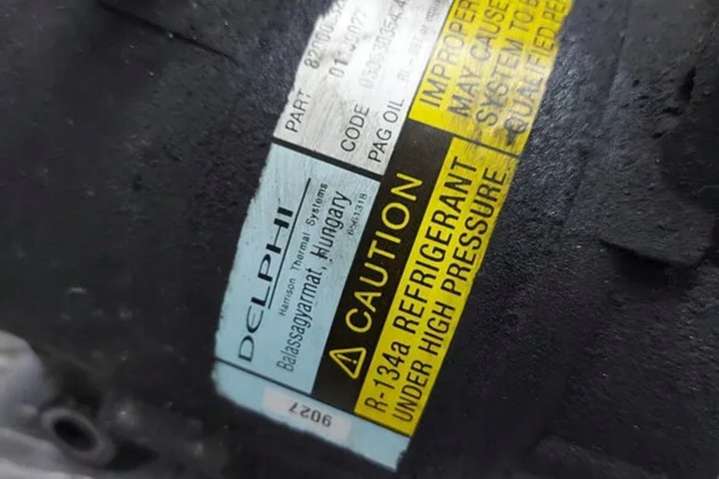 DELPHI
Harrison Thermal Systems
Balassagyarmat, Hungary
6561318
PART
CODE
PAG OIL
⚠ CAUTION
R-134a REFRIGERANT
UNDER HIGH PRESSURE.
IMPROPER
MAY CAUSE
SYSTEM TO B
QUALIFIED PE
9027